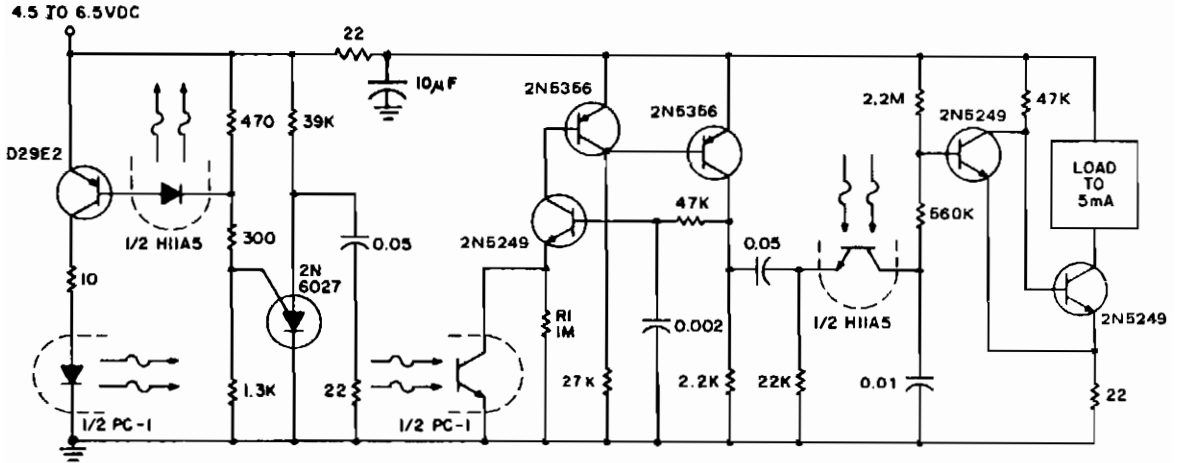 4.5 TO 6.5VDC
22
10µF
2N5356
2N5356
2.2M
2N5249
47K
D29E2
470
39K
LOAD
TO
5mA
47K
1/2 H11A5
300
0.05
2N5249
560K
10
2N
6027
0.05
R1
1M
0.002
1/2 H11A5
2N5249
1.3K
22
27K
2.2K
22K
0.01
22
1/2 PC-1
1/2 PC-1